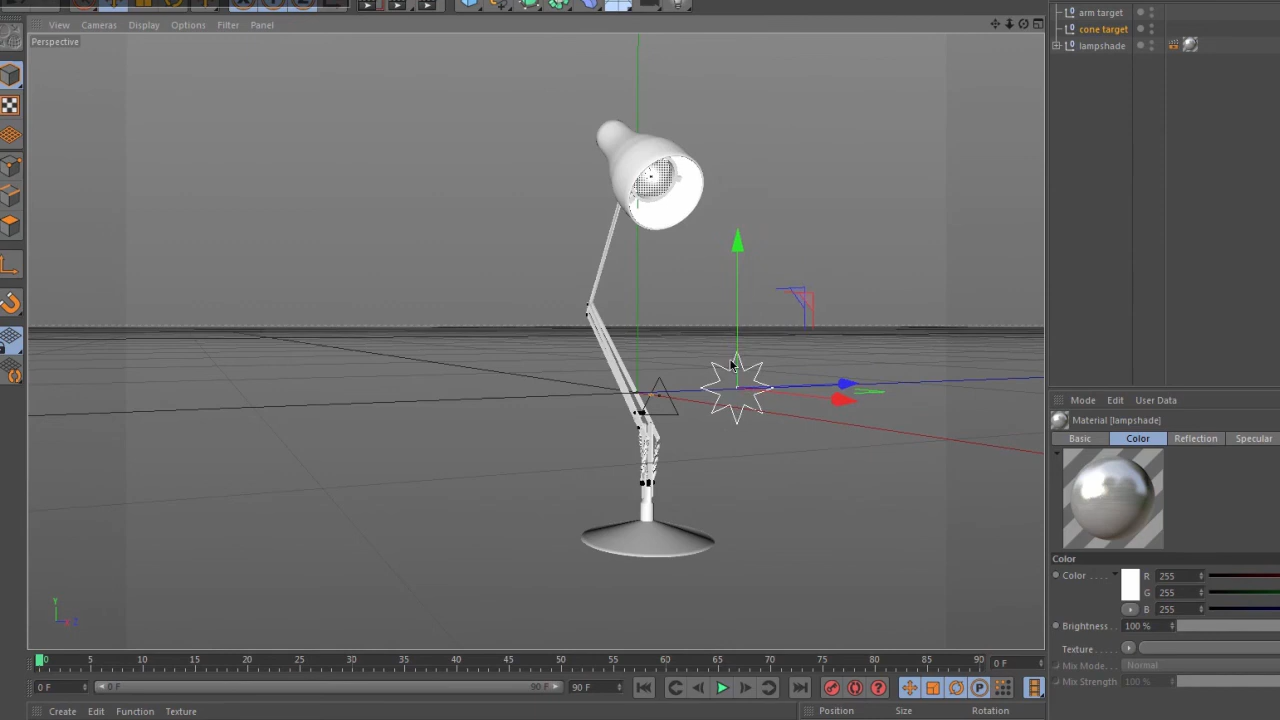 View Cameras Display Options Filter Panel
Perspective
arm target
cone target
lampshade
Mode Edit User Data
Material [lampshade]
Basic Color Reflection Specular
Color
Color . . . . R 255
G 255
B 255
Brightness . . 100 %
Texture . . . .
Mix Mode. . Normal
Mix Strength 100 %
Y
Z
0 5 10 15 20 25 30 35 40 45 50 55 60 65 70 75 80 85 90 0 F
0 F 0 F 90 F 90 F
P
Create Edit Function Texture
Position Size Rotation